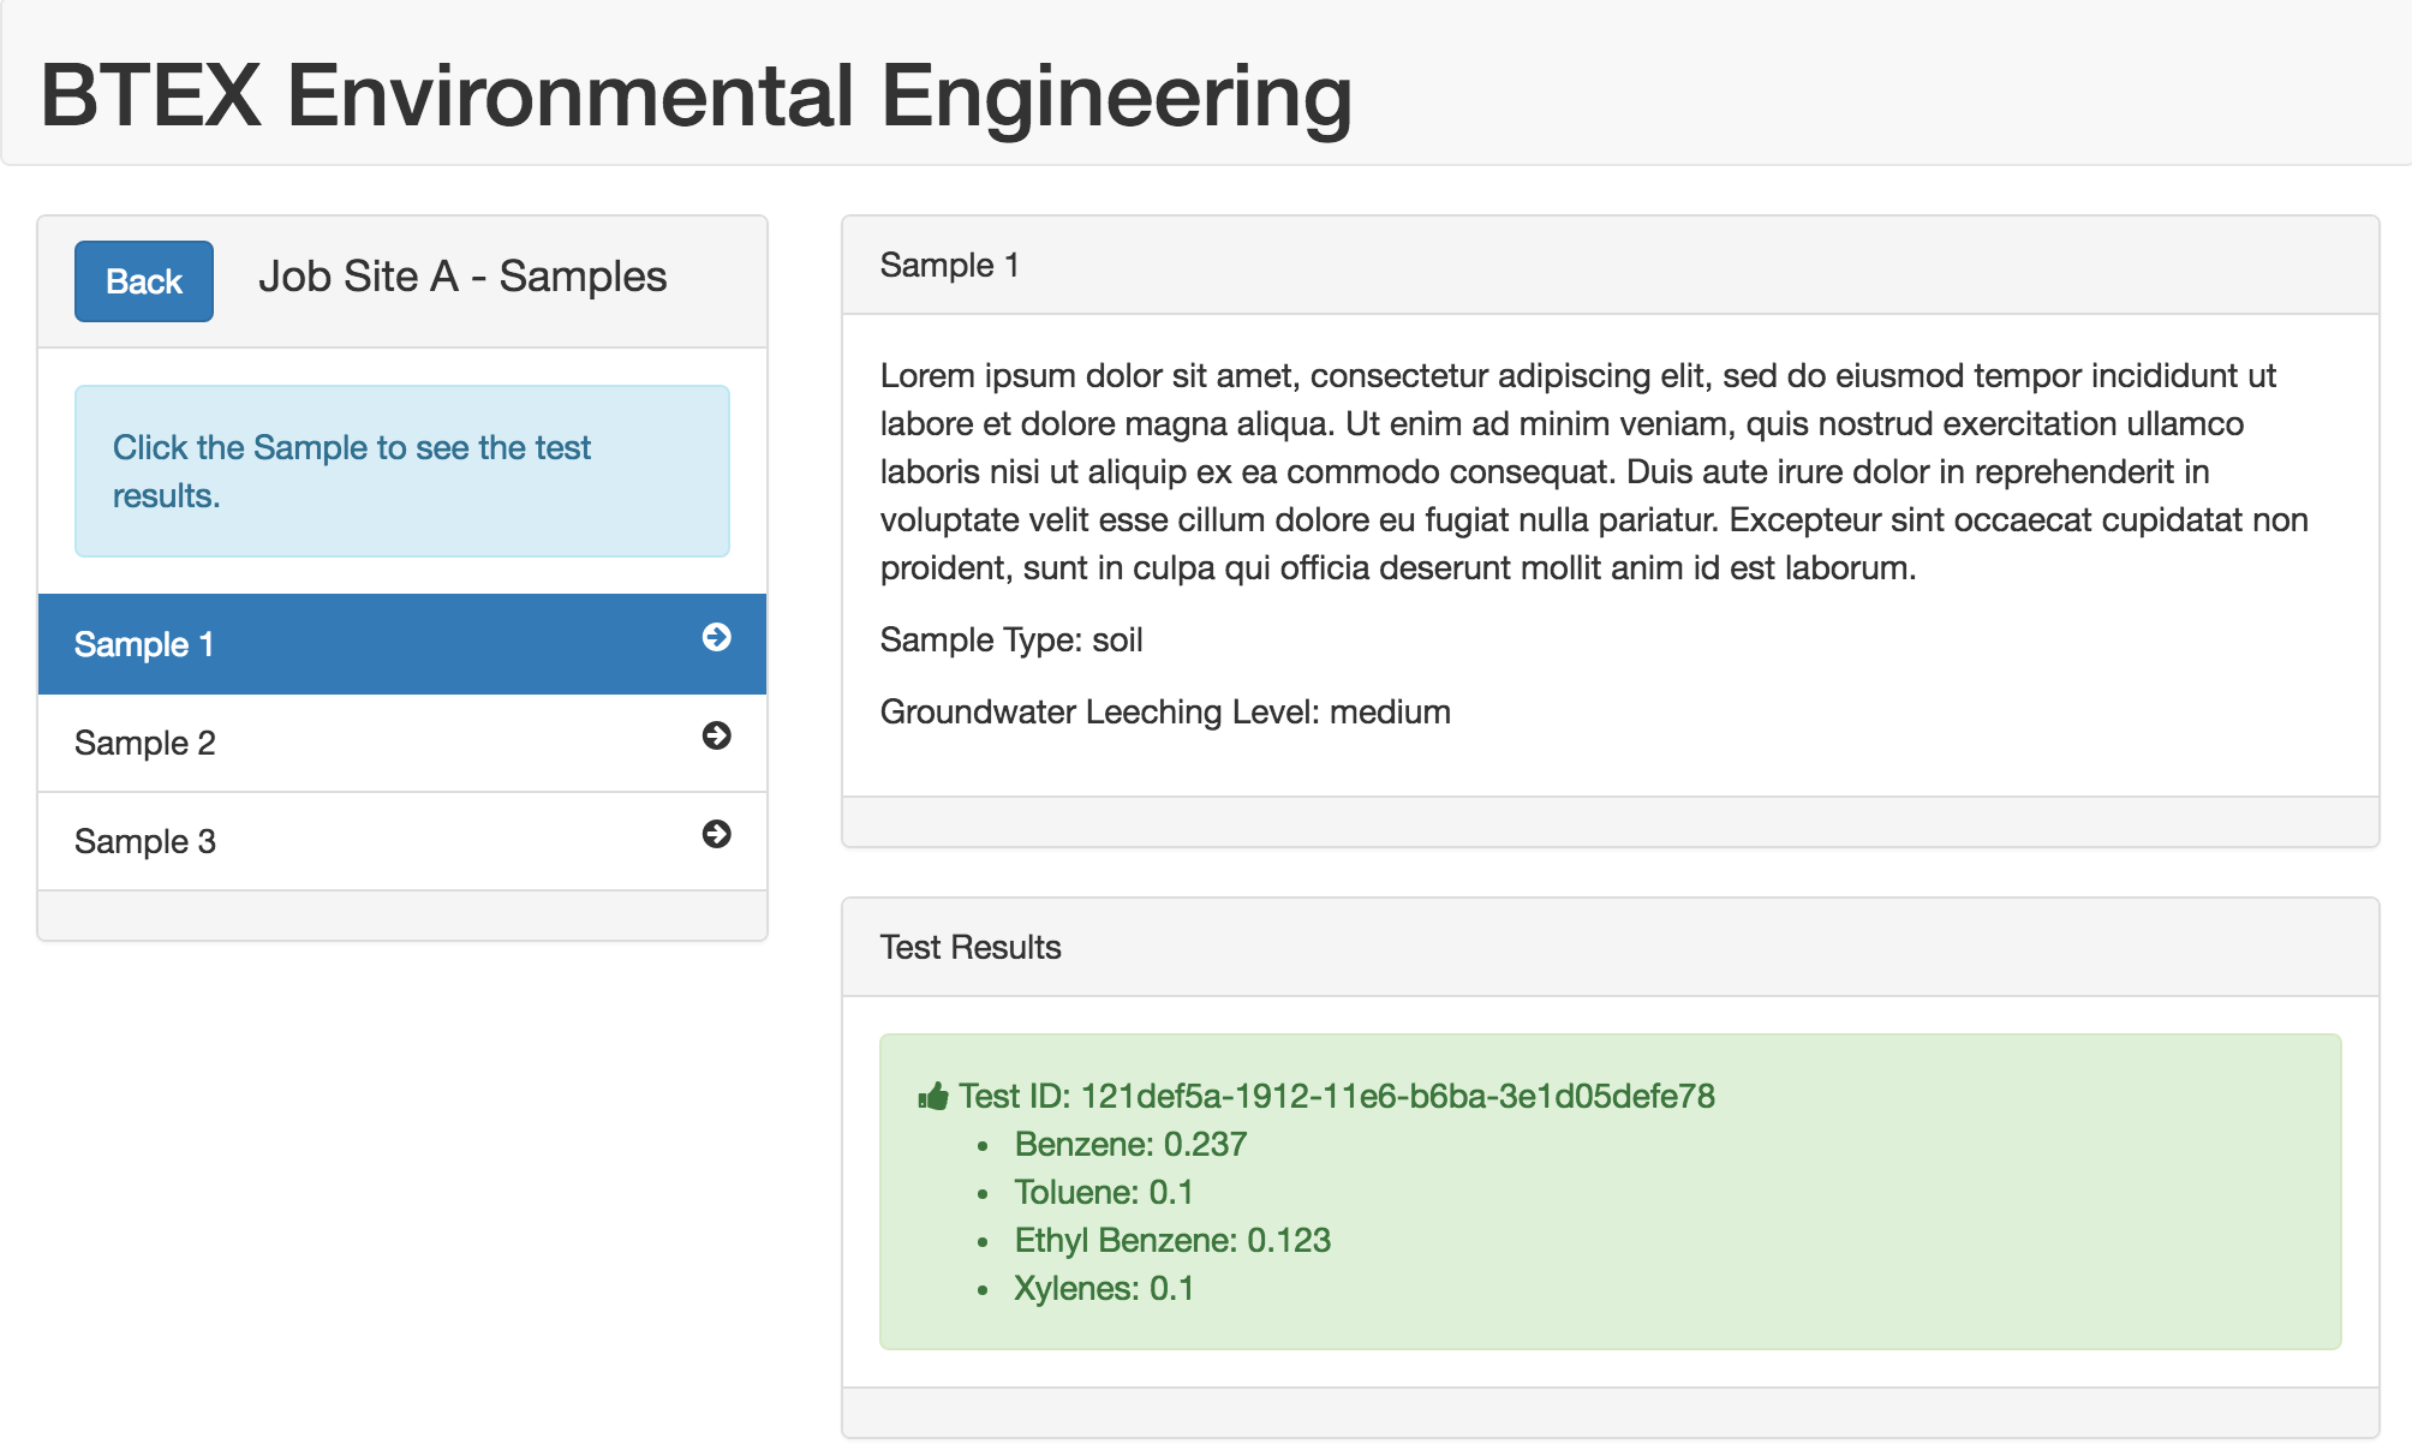 BTEX Environmental Engineering
Back
Job Site A - Samples
Click the Sample to see the test
results.
Sample 1
Sample 2
Sample 3
Sample 1
Lorem ipsum dolor sit amet, consectetur adipiscing elit, sed do eiusmod tempor incididunt ut
labore et dolore magna aliqua. Ut enim ad minim veniam, quis nostrud exercitation ullamco
laboris nisi ut aliquip ex ea commodo consequat. Duis aute irure dolor in reprehenderit in
voluptate velit esse cillum dolore eu fugiat nulla pariatur. Excepteur sint occaecat cupidatat non
proident, sunt in culpa qui officia deserunt mollit anim id est laborum.
Sample Type: soil
Groundwater Leeching Level: medium
Test Results
Test ID: 121def5a-1912-11e6-b6ba-3e1d05defe78
• Benzene: 0.237
• Toluene: 0.1
• Ethyl Benzene: 0.123
• Xylenes: 0.1